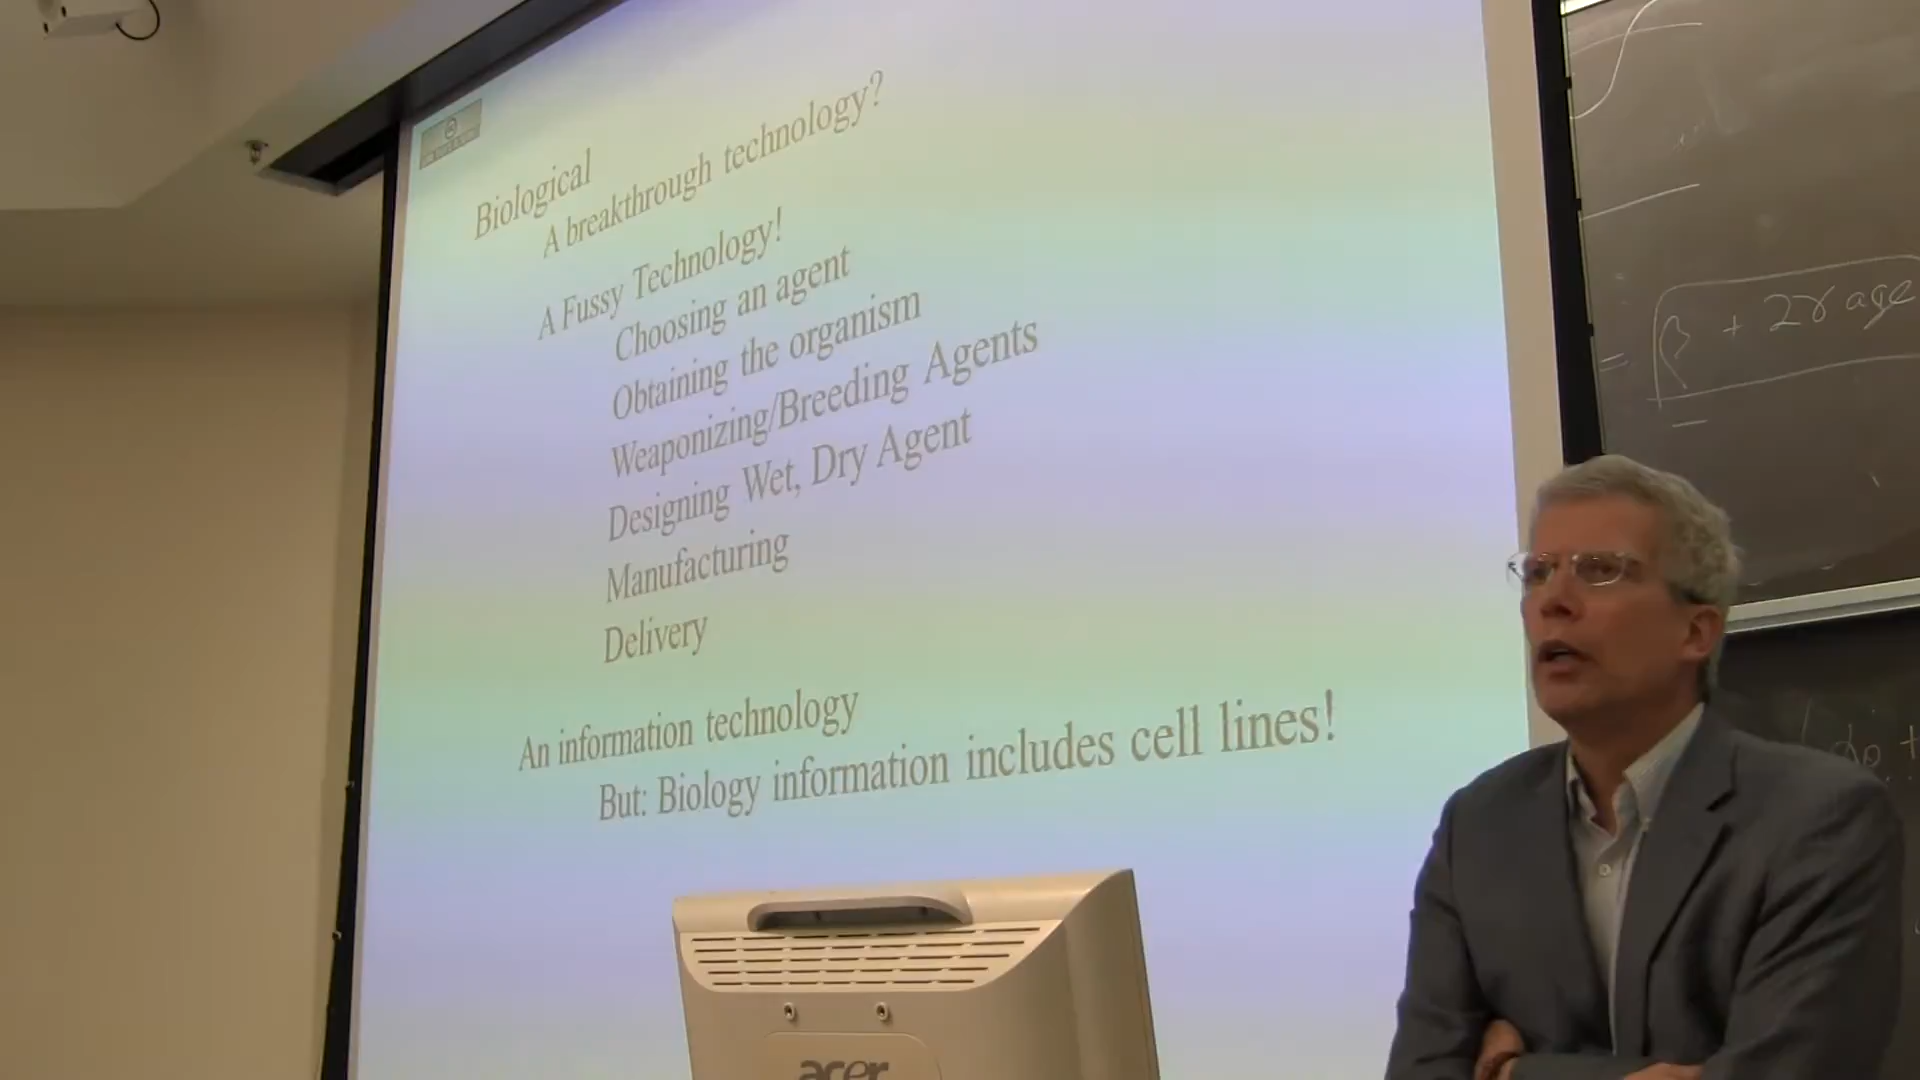 Biological
A breakthrough technology?
A Fussy Technology!
Choosing an agent
Obtaining the organism
Weaponizing/Breeding Agents
Designing Wet, Dry Agent
Manufacturing
Delivery
An information technology
But: Biology information includes cell lines!
= β + 2γ age
acer